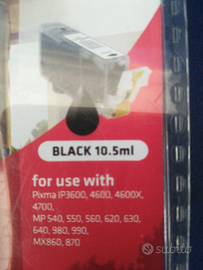 BLACK 10.5ml
for use with
Pixma IP3600, 4600, 4600X,
4700,
MP 540, 550, 560, 620, 630,
640, 980, 990,
MX860, 870
subito